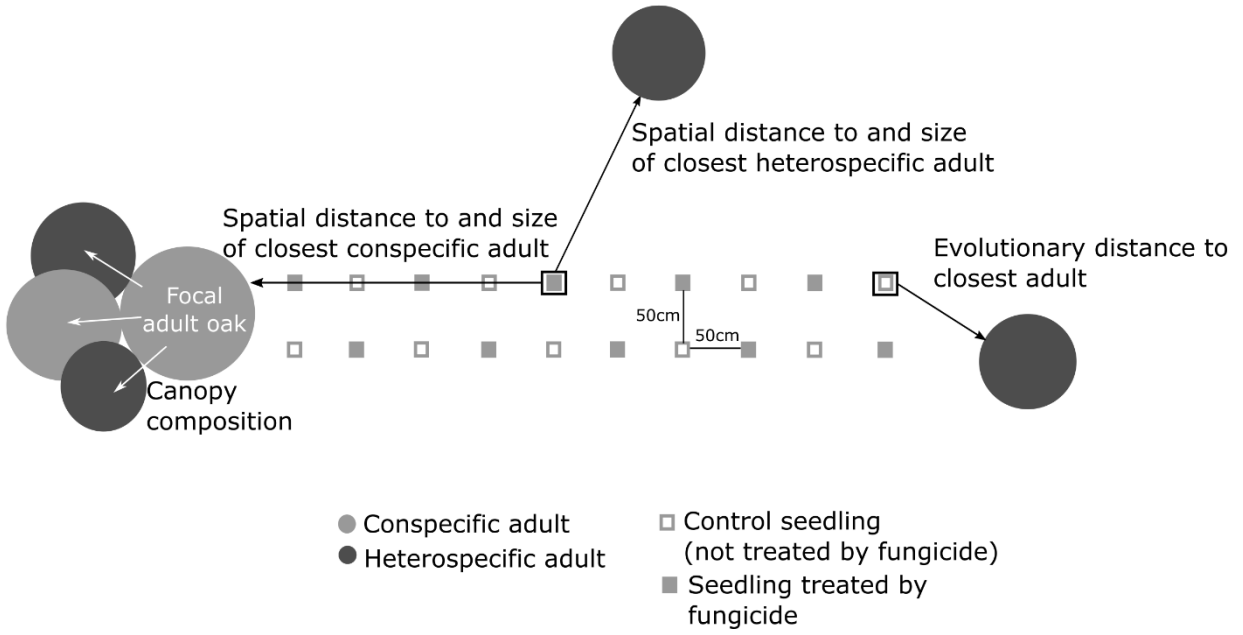 Spatial distance to and size
of closest heterospecific adult
Spatial distance to and size
of closest conspecific adult
Evolutionary distance to
closest adult
Focal
adult oak
50cm
50cm
Canopy
composition
Conspecific adult
Heterospecific adult
Control seedling
(not treated by fungicide)
Seedling treated by
fungicide